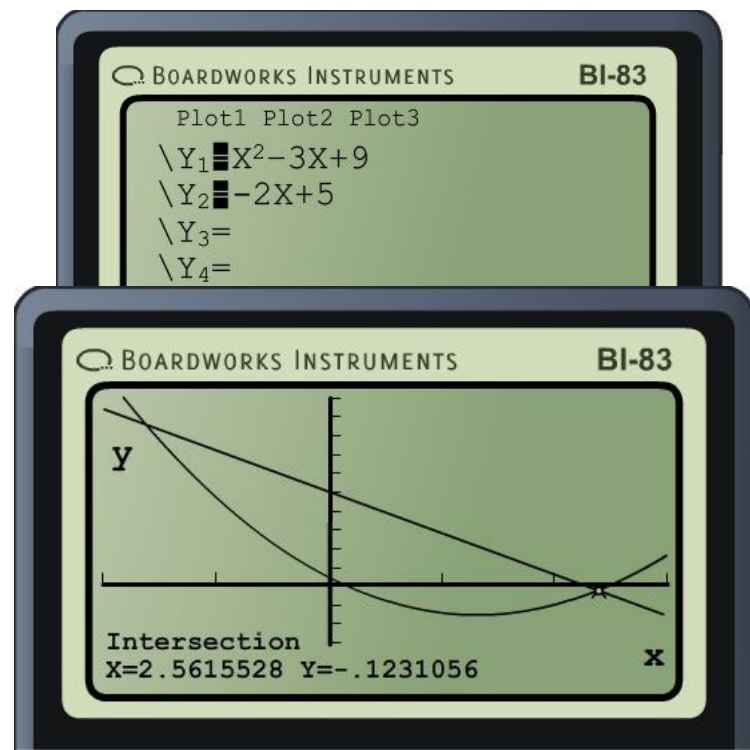 BOARDWORKS INSTRUMENTS BI-83
Plot1 Plot2 Plot3
\Y₁=X²-3X+9
\Y₂=-2X+5
\Y₃=
\Y₄=
BOARDWORKS INSTRUMENTS BI-83
y
Intersection
X=2.5615528 Y=-.1231056
x